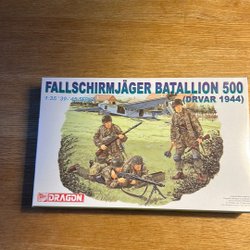 FALLSCHIRMJÄGER BATALLION 500
(DRVAR 1944)
DRAGON